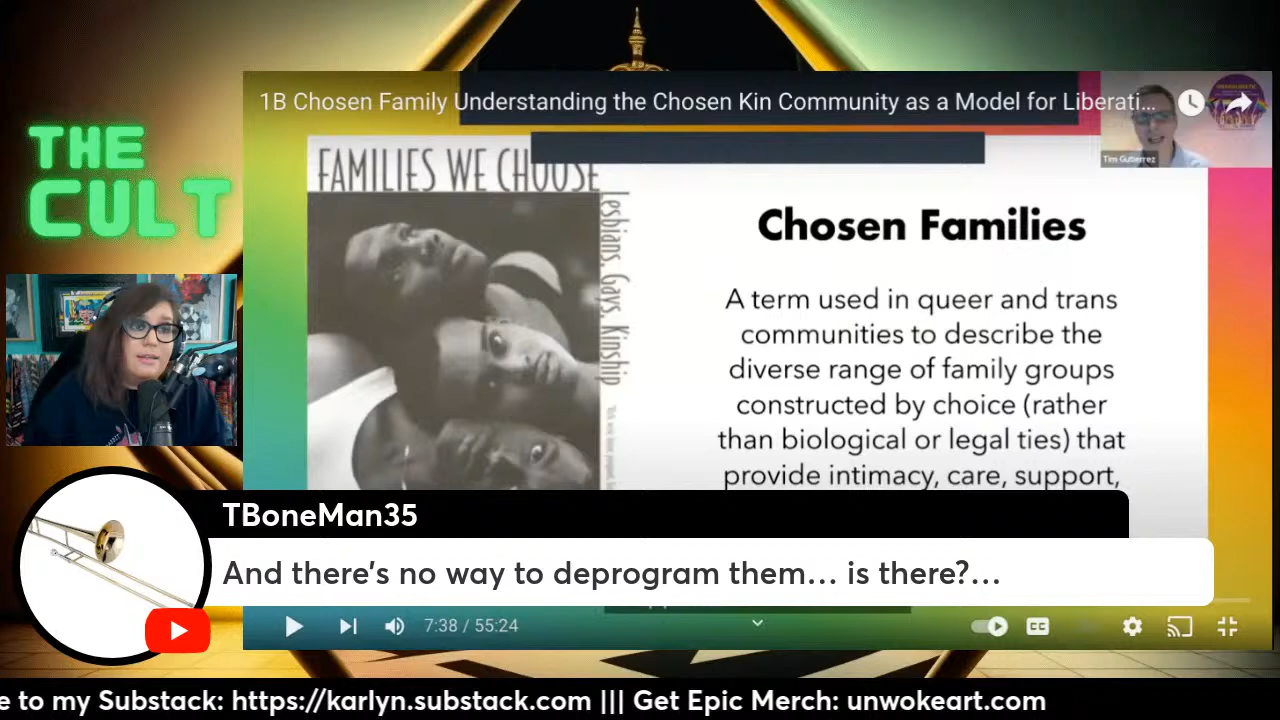 THE
CULT
1B Chosen Family Understanding the Chosen Kin Community as a Model for Liberati...
Tim Gutierrez
FAMILIES WE CHOOSE
Lesbians, Gays, Kinship
Chosen Families
A term used in queer and trans
communities to describe the
diverse range of family groups
constructed by choice (rather
than biological or legal ties) that
provide intimacy, care, support,
TBoneMan35
And there's no way to deprogram them... is there?...
7:38 / 55:24
CC
e to my Substack: https://karlyn.substack.com ||| Get Epic Merch: unwokeart.com